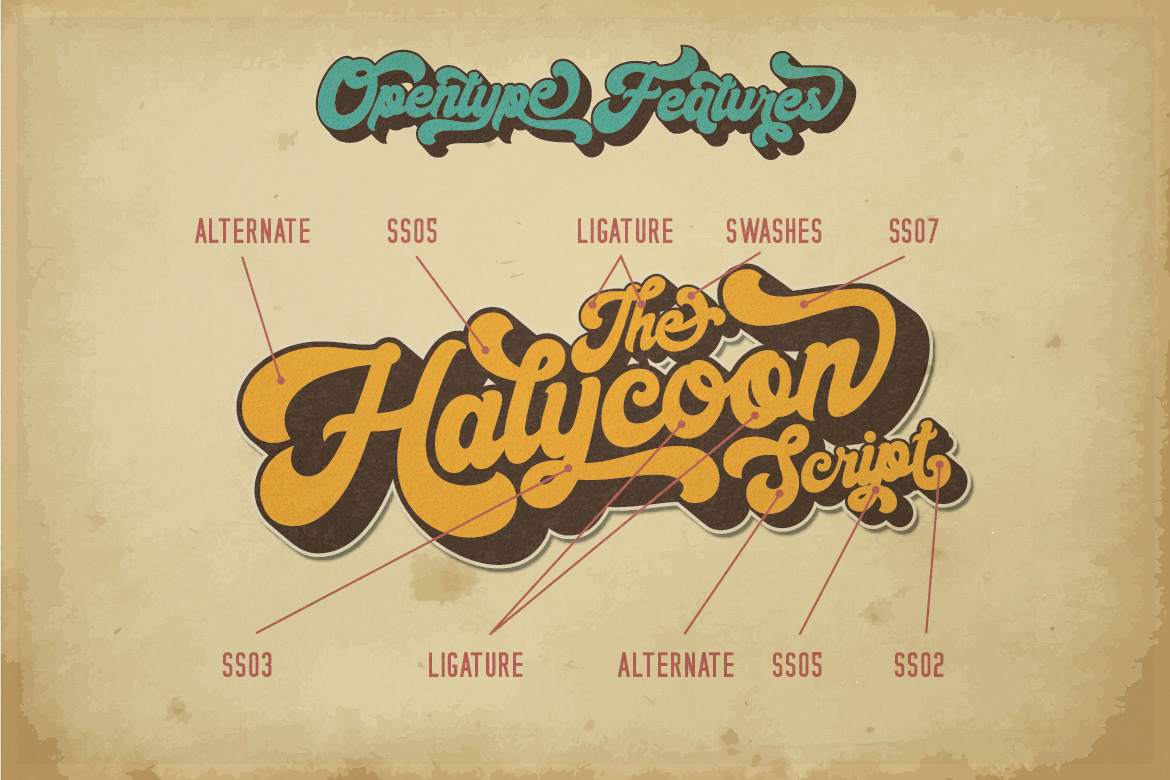 Opentype Features
ALTERNATE SS05 LIGATURE SWASHES SS07
The
Halycoon
Script
SS03 LIGATURE ALTERNATE SS05 SS02